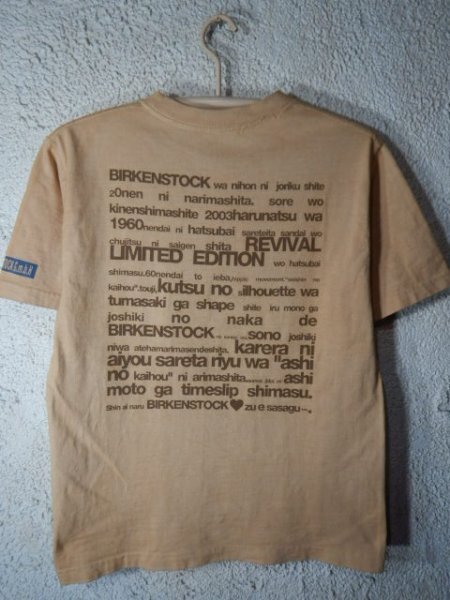 BIRKENSTOCK wa nihon ni joriku shite
20nen ni narimashita. sore wo
kinenshimashite 2003harunatsu wa
1960nendai ni hatsubai sareteita sandai wo
chujitsu ni saigen shita REVIVAL
LIMITED EDITION wo hatsubai
shimasu.60nendai to ieba,
kaihou".touji,kutsu no silhouette wa
tumasaki ga shape shite iru mono ga
joshiki no naka de
BIRKENSTOCK sono joshiki
niwa atehamarimasendeshita. karera ni
aiyou sareta riyu wa "ashi
no kaihou" ni arimashita. ashi
moto ga timeslip shimasu.
Shin ai naru BIRKENSTOCK♥zu e sasagu